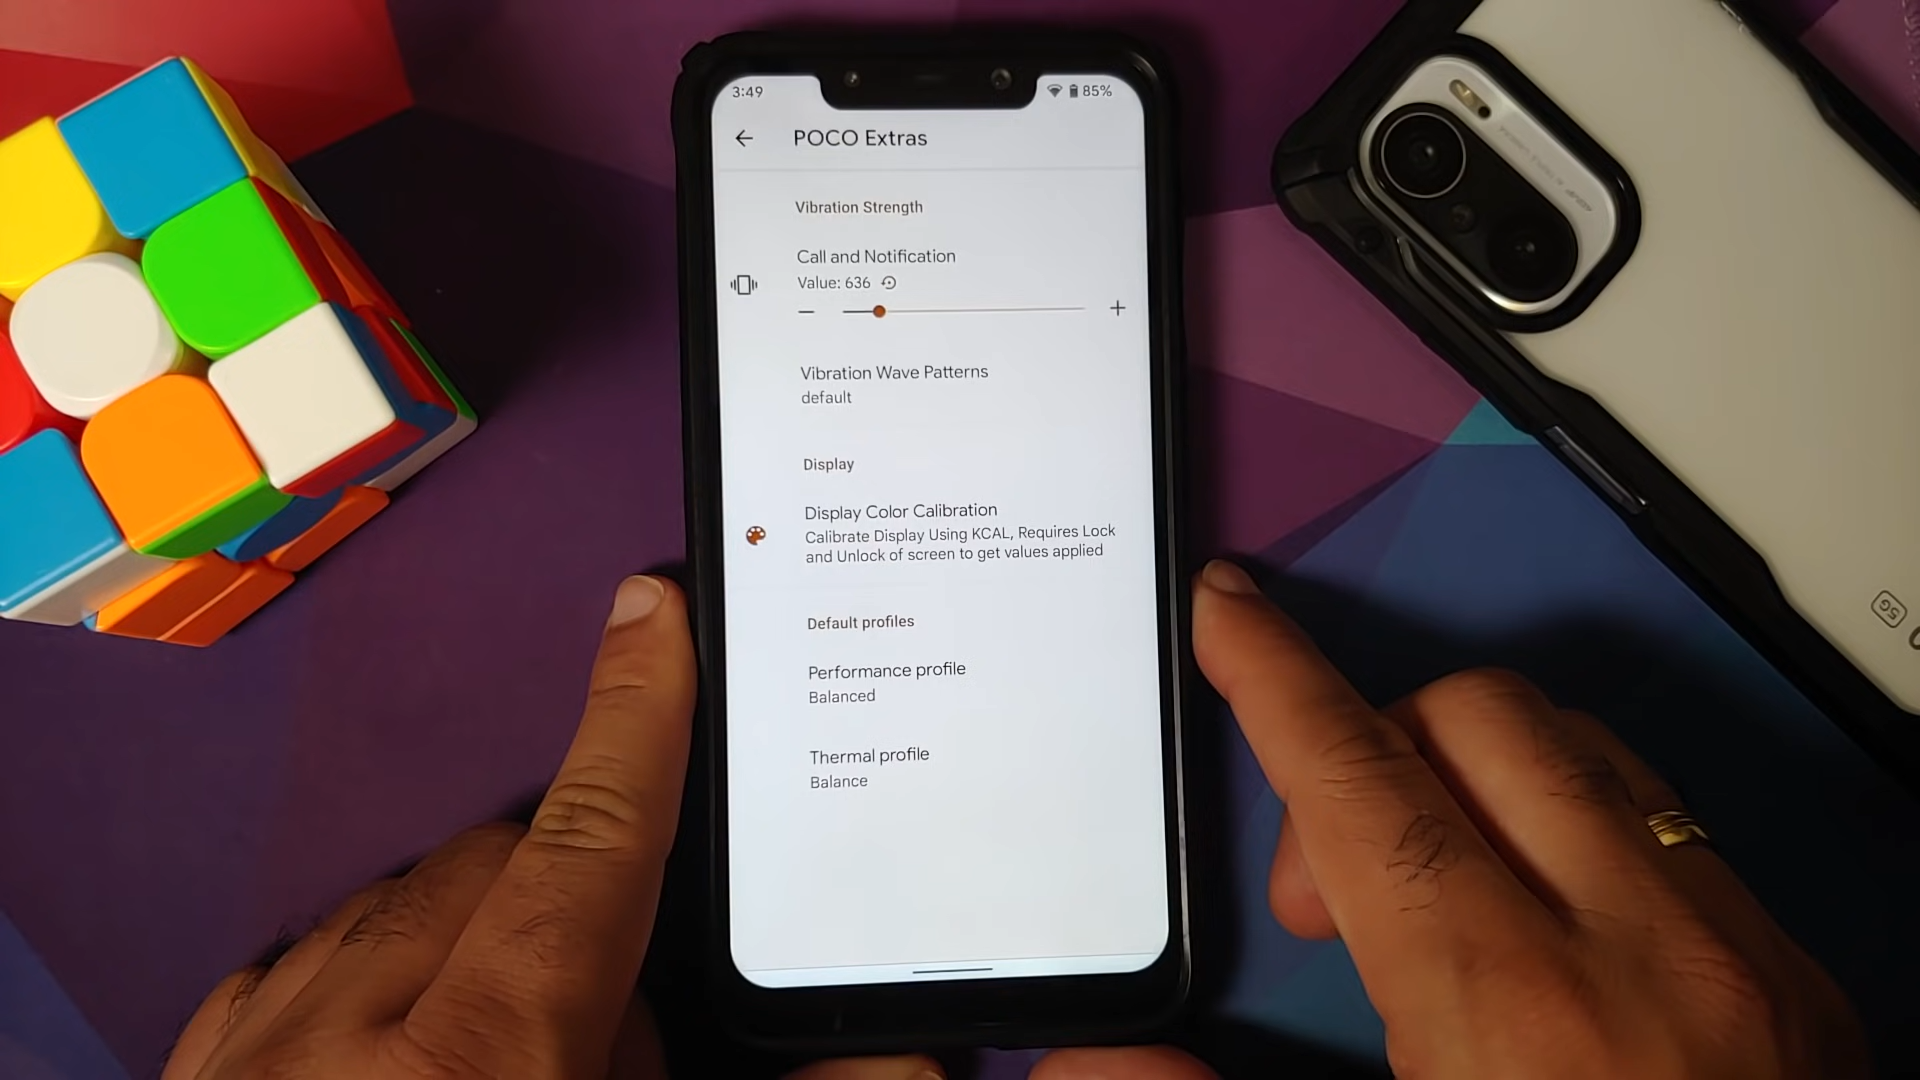 3:49
85%
POCO Extras
Vibration Strength
Call and Notification
Value: 636
Vibration Wave Patterns
default
Display
Display Color Calibration
Calibrate Display Using KCAL, Requires Lock
and Unlock of screen to get values applied
Default profiles
Performance profile
Balanced
Thermal profile
Balance
5G